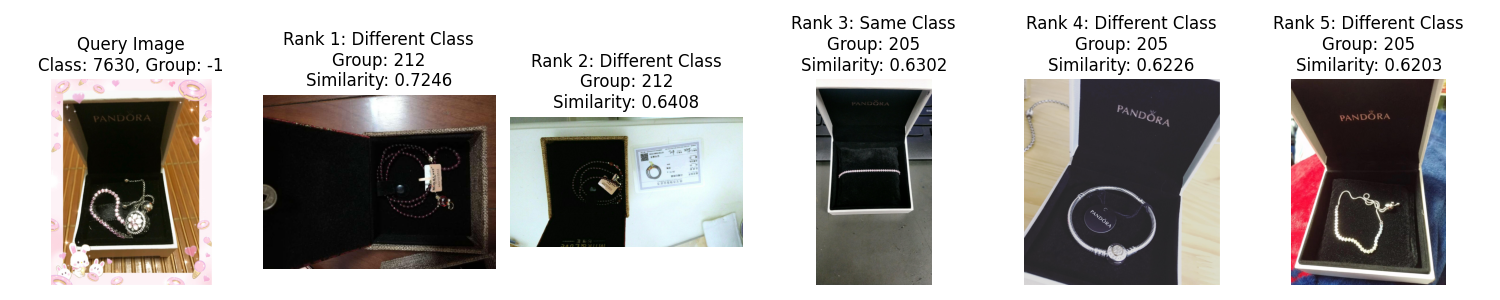 Query Image
Class: 7630, Group: -1
Rank 1: Different Class
Group: 212
Similarity: 0.7246
Rank 2: Different Class
Group: 212
Similarity: 0.6408
Rank 3: Same Class
Group: 205
Similarity: 0.6302
Rank 4: Different Class
Group: 205
Similarity: 0.6226
Rank 5: Different Class
Group: 205
Similarity: 0.6203
PANDORA
PANDORA
PANDORA
PANDORA
PANDORA